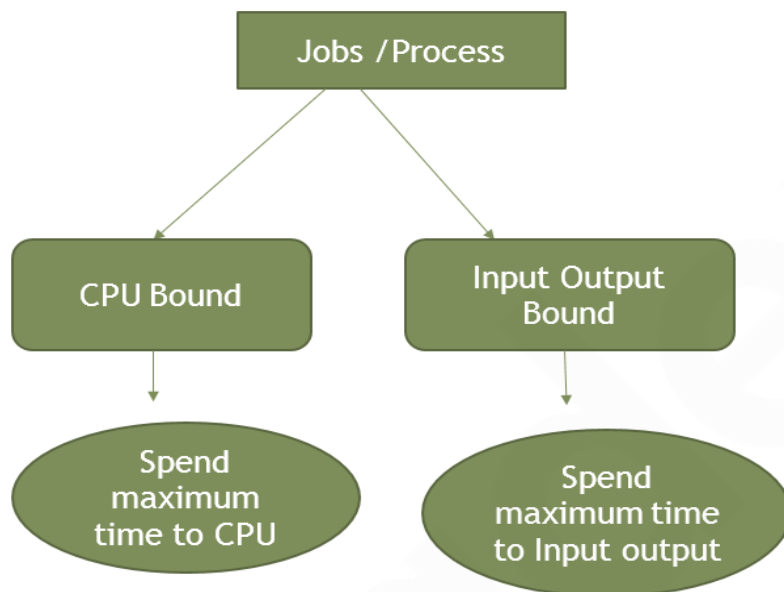 Jobs /Process
CPU Bound
Input Output
Bound
Spend
maximum
time to CPU
Spend
maximum time
to Input output